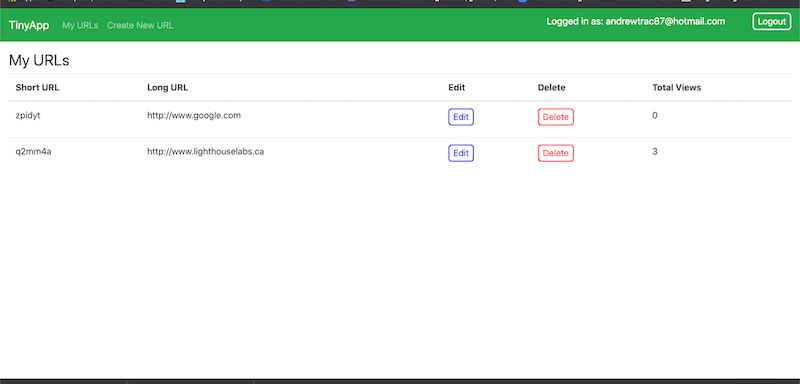 TinyApp My URLs Create New URL Logged in as: andrewtrac87@hotmail.com Logout
My URLs
Short URL Long URL Edit Delete Total Views
zpidyt http://www.google.com Edit Delete 0
q2mm4a http://www.lighthouselabs.ca Edit Delete 3